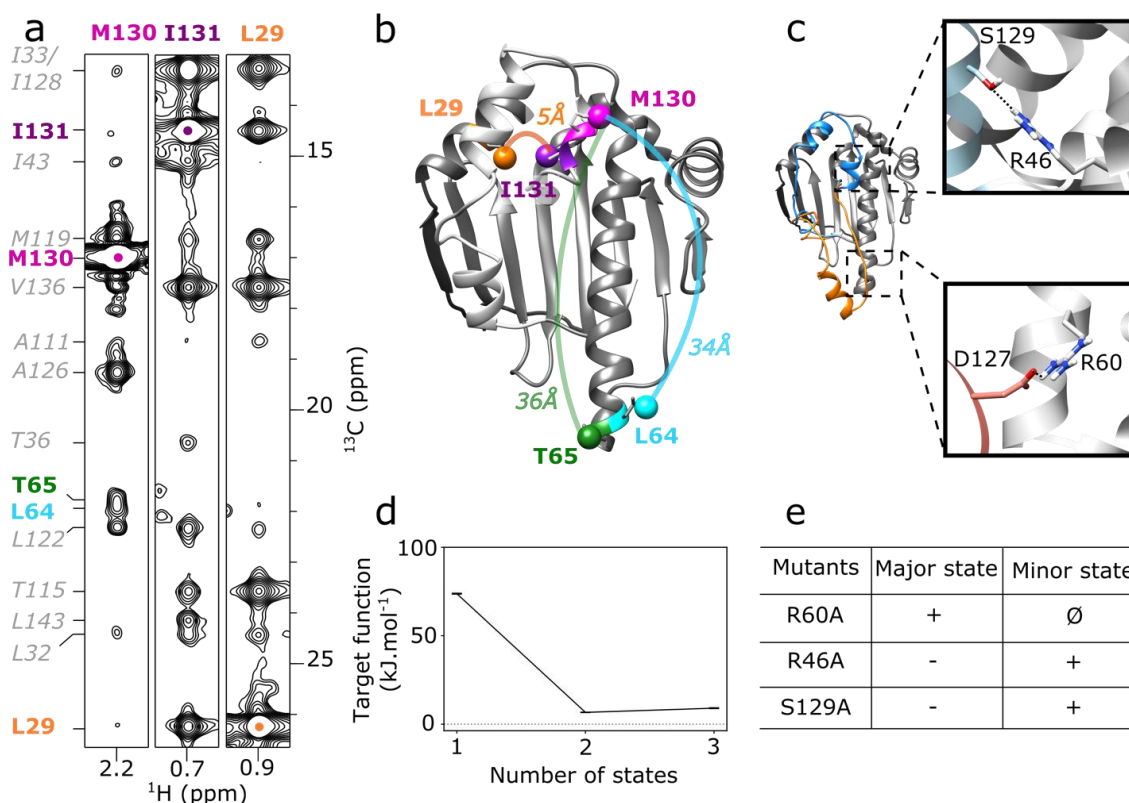 a
M130 I131 L29
I33/
I128
I131
I43
M119
M130
V136
A111
A126
T36
T65
L64
L122
T115
L143
L32
L29
15
20
25
¹³C (ppm)
2.2 0.7 0.9
¹H (ppm)
b
L29
5Å
M130
I131
36Å
34Å
T65
L64
c
S129
R46
D127
R60
d
Target function
(kJ.mol⁻¹)
100
50
0
1 2 3
Number of states
e
Mutants Major state Minor state
R60A + Ø
R46A - +
S129A - +